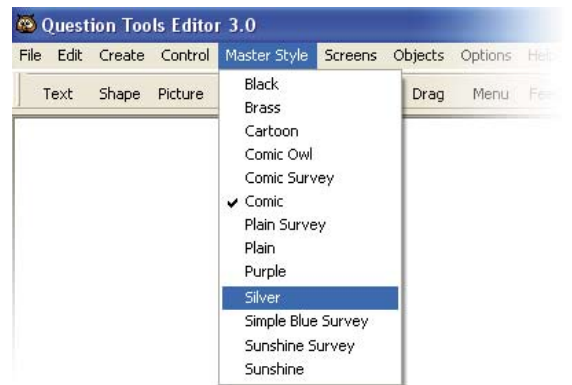 Question Tools Editor 3.0
File Edit Create Control Master Style Screens Objects Options Help
Text Shape Picture Drag Menu
Black
Brass
Cartoon
Comic Owl
Comic Survey
Comic
Plain Survey
Plain
Purple
Silver
Simple Blue Survey
Sunshine Survey
Sunshine